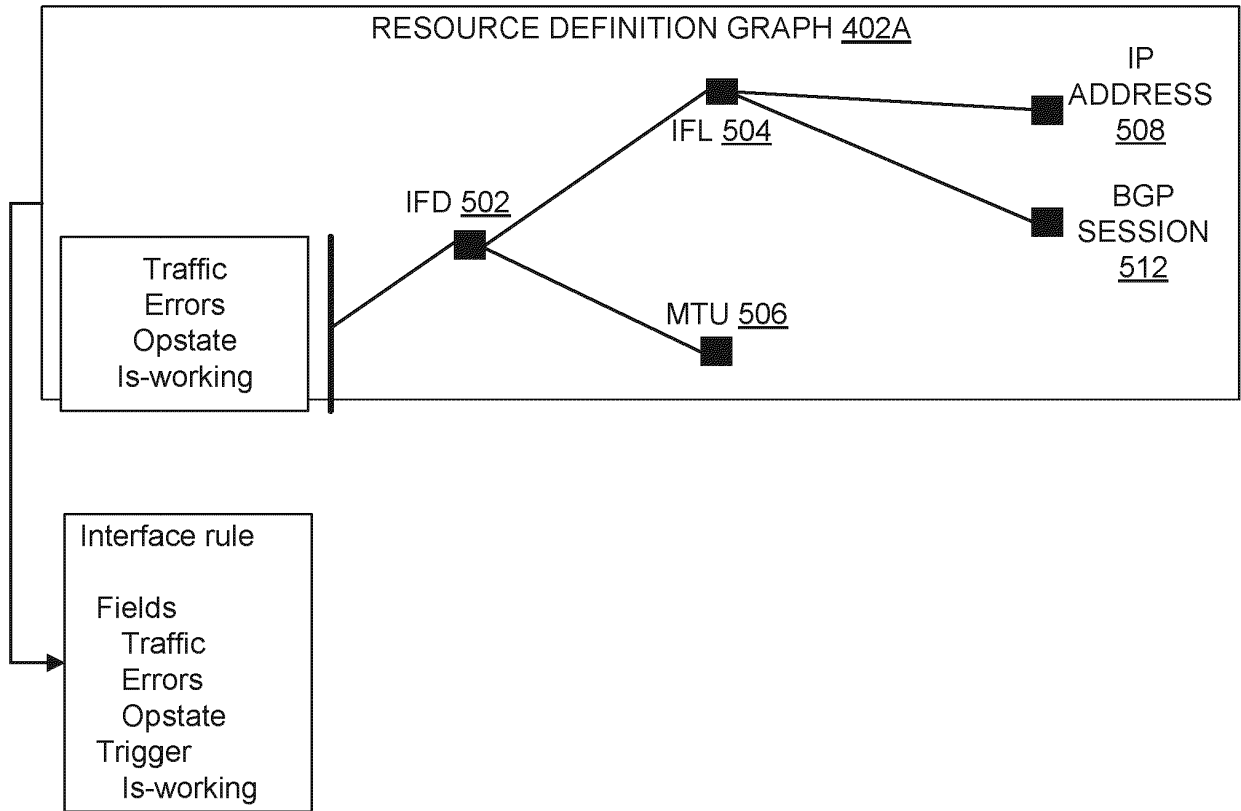 RESOURCE DEFINITION GRAPH 402A
IP
ADDRESS
508
IFL 504
BGP
SESSION
512
IFD 502
MTU 506
Traffic
Errors
Opstate
Is-working
Interface rule
Fields
Traffic
Errors
Opstate
Trigger
Is-working